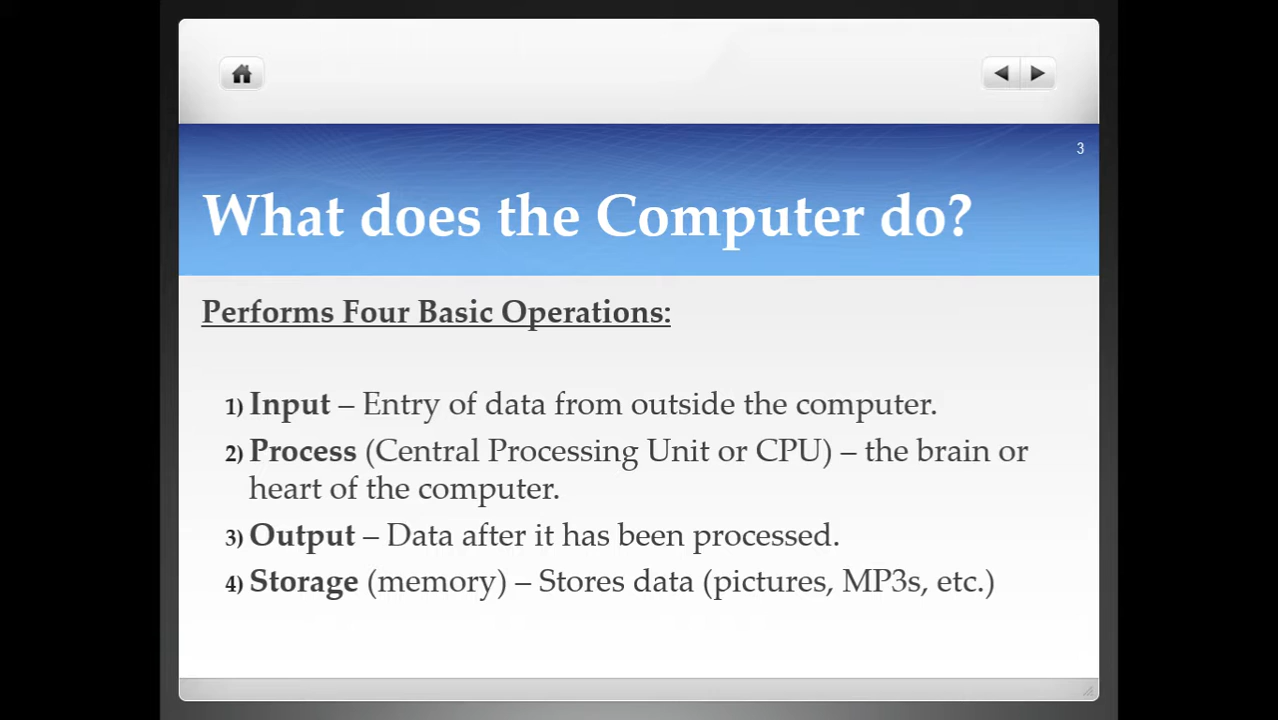 3
What does the Computer do?
Performs Four Basic Operations:
1) Input – Entry of data from outside the computer.
2) Process (Central Processing Unit or CPU) – the brain or
heart of the computer.
3) Output – Data after it has been processed.
4) Storage (memory) – Stores data (pictures, MP3s, etc.)